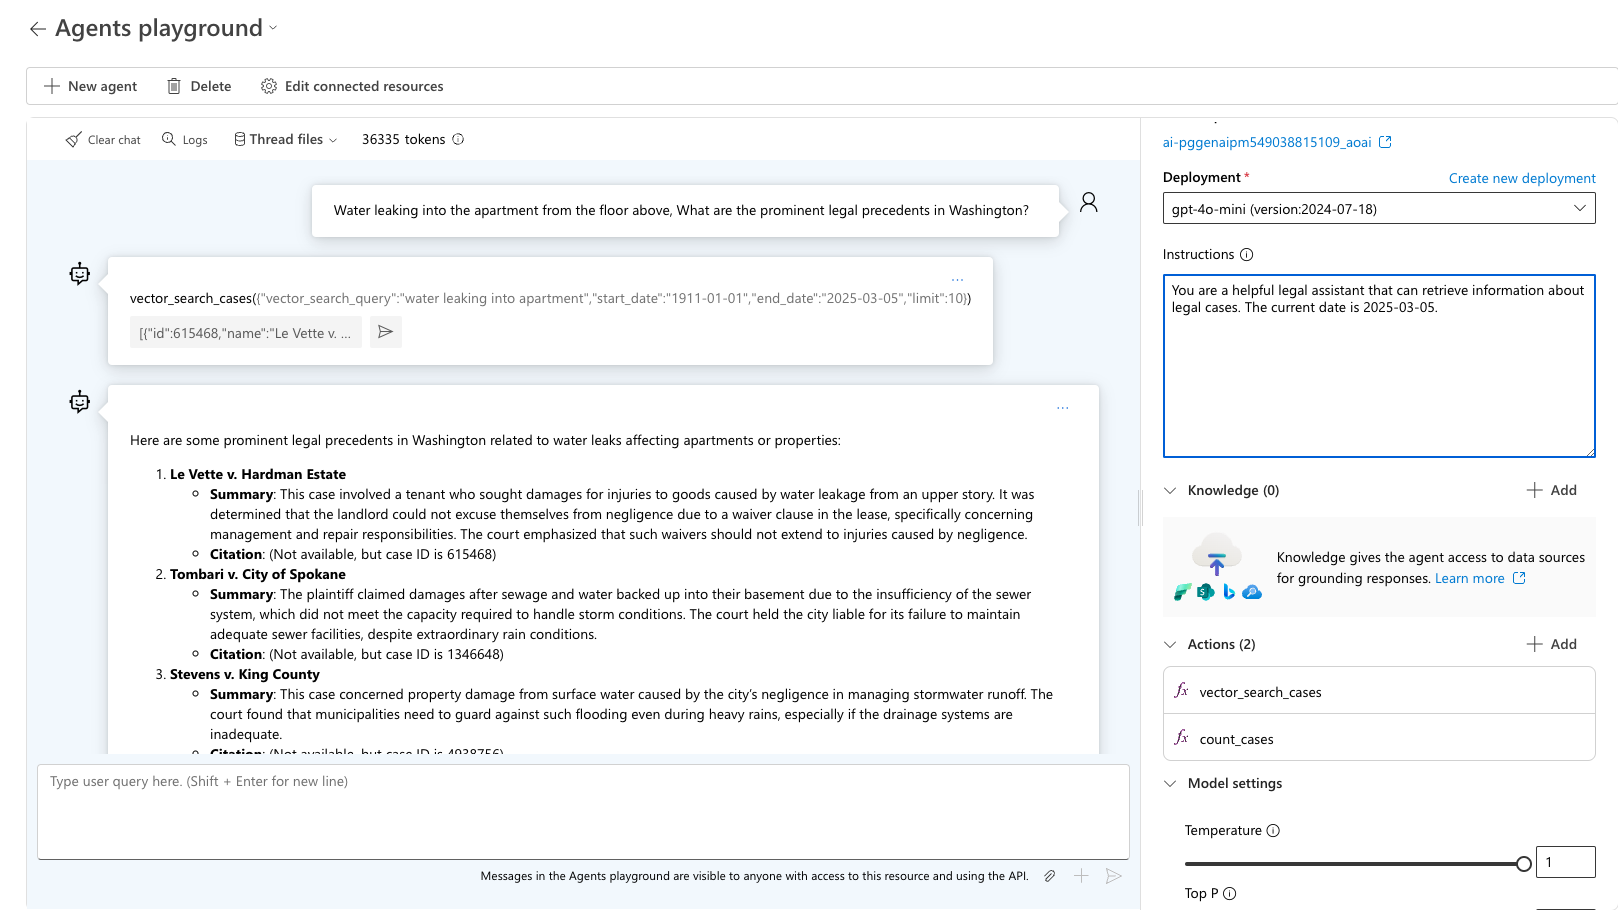 Agents playground
New agent
Delete
Edit connected resources
Clear chat
Logs
Thread files
36335 tokens
Water leaking into the apartment from the floor above, What are the prominent legal precedents in Washington?
vector_search_cases({"vector_search_query":"water leaking into apartment","start_date":"1911-01-01","end_date":"2025-03-05","limit":10})
[{"id":615468,"name":"Le Vette v. ...
Here are some prominent legal precedents in Washington related to water leaks affecting apartments or properties:
1. Le Vette v. Hardman Estate
Summary: This case involved a tenant who sought damages for injuries to goods caused by water leakage from an upper story. It was
determined that the landlord could not excuse themselves from negligence due to a waiver clause in the lease, specifically concerning
management and repair responsibilities. The court emphasized that such waivers should not extend to injuries caused by negligence.
Citation: (Not available, but case ID is 615468)
2. Tombari v. City of Spokane
Summary: The plaintiff claimed damages after sewage and water backed up into their basement due to the insufficiency of the sewer
system, which did not meet the capacity required to handle storm conditions. The court held the city liable for its failure to maintain
adequate sewer facilities, despite extraordinary rain conditions.
Citation: (Not available, but case ID is 1346648)
3. Stevens v. King County
Summary: This case concerned property damage from surface water caused by the city's negligence in managing stormwater runoff. The
court found that municipalities need to guard against such flooding even during heavy rains, especially if the drainage systems are
inadequate.
Citation: (Not available, but case ID is 4938756)
Type user query here. (Shift + Enter for new line)
Messages in the Agents playground are visible to anyone with access to this resource and using the API.
ai-pggenaipm549038815109_aoai
Deployment *
Create new deployment
gpt-4o-mini (version:2024-07-18)
Instructions
You are a helpful legal assistant that can retrieve information about
legal cases. The current date is 2025-03-05.
Knowledge (0)
Add
Knowledge gives the agent access to data sources
for grounding responses. Learn more
Actions (2)
Add
fx vector_search_cases
fx count_cases
Model settings
Temperature
1
Top P